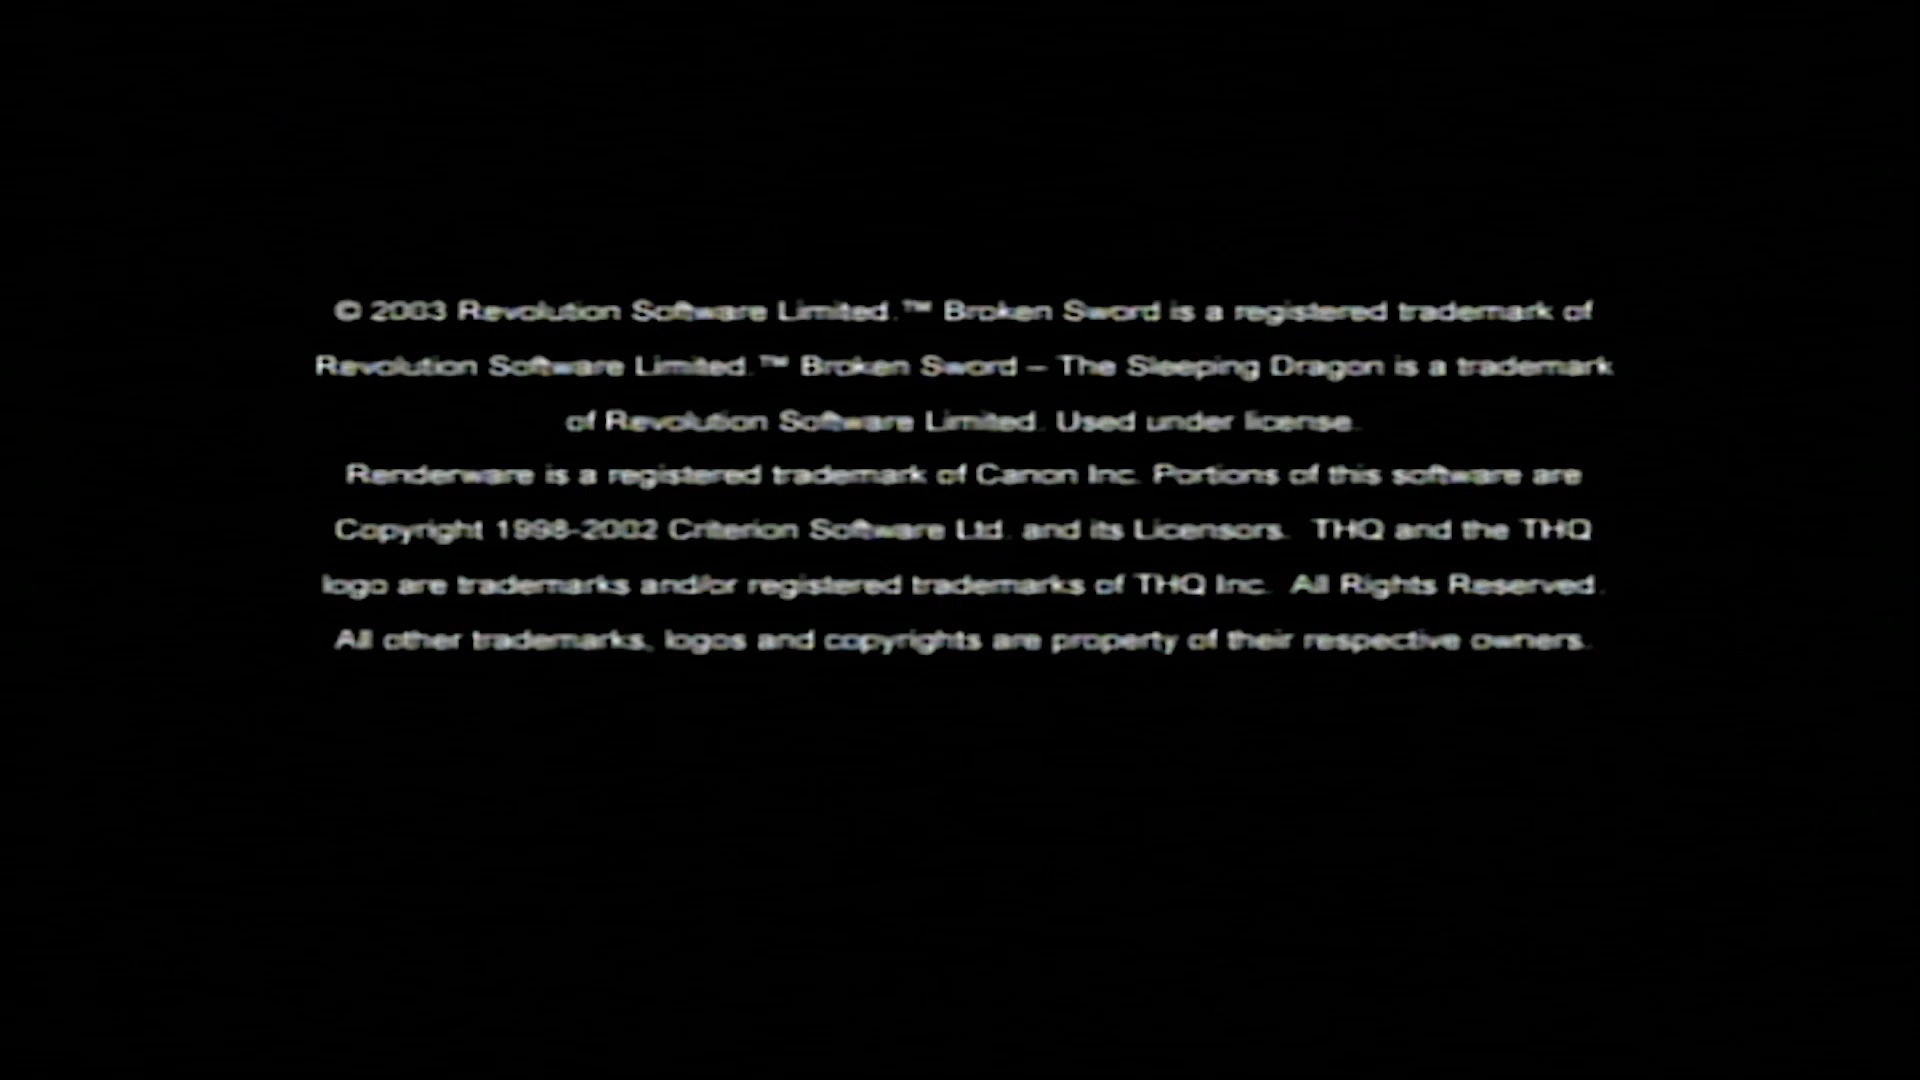 © 2003 Revolution Software Limited.™ Broken Sword is a registered trademark of
Revolution Software Limited.™ Broken Sword – The Sleeping Dragon is a trademark
of Revolution Software Limited. Used under license.
Renderware is a registered trademark of Canon Inc. Portions of this software are
Copyright 1998-2002 Criterion Software Ltd. and its Licensors. THQ and the THQ
logo are trademarks and/or registered trademarks of THQ Inc. All Rights Reserved.
All other trademarks, logos and copyrights are property of their respective owners.